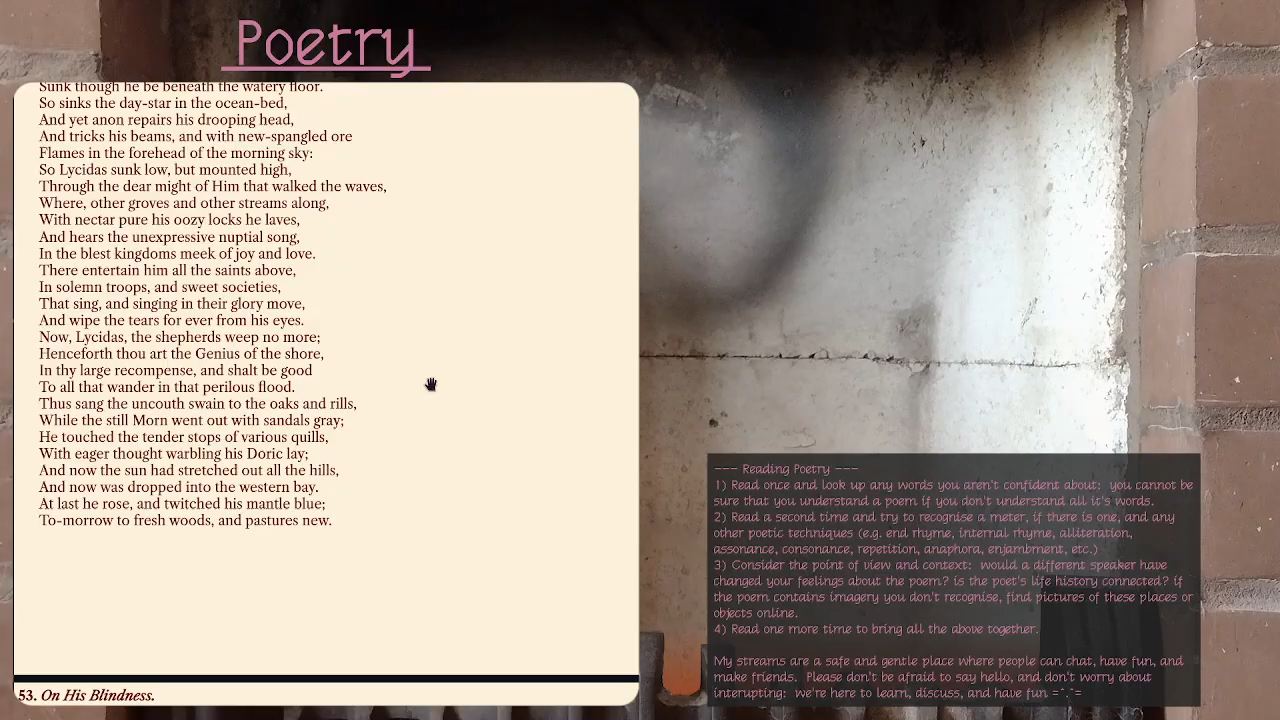 Poetry
Sunk though he be beneath the watery floor.
So sinks the day-star in the ocean-bed,
And yet anon repairs his drooping head,
And tricks his beams, and with new-spangled ore
Flames in the forehead of the morning sky:
So Lycidas sunk low, but mounted high,
Through the dear might of Him that walked the waves,
Where, other groves and other streams along,
With nectar pure his oozy locks he laves,
And hears the unexpressive nuptial song,
In the blest kingdoms meek of joy and love.
There entertain him all the saints above,
In solemn troops, and sweet societies,
That sing, and singing in their glory move,
And wipe the tears for ever from his eyes.
Now, Lycidas, the shepherds weep no more;
Henceforth thou art the Genius of the shore,
In thy large recompense, and shalt be good
To all that wander in that perilous flood.
Thus sang the uncouth swain to the oaks and rills,
While the still Morn went out with sandals gray;
He touched the tender stops of various quills,
With eager thought warbling his Doric lay;
And now the sun had stretched out all the hills,
And now was dropped into the western bay.
At last he rose, and twitched his mantle blue;
To-morrow to fresh woods, and pastures new.
53. On His Blindness.
--- Reading Poetry ---
1) Read once and look up any words you aren't confident about:  you cannot be
sure that you understand a poem if you don't understand all it's words.
2) Read a second time and try to recognise a meter, if there is one, and any
other poetic techniques (e.g. end rhyme, internal rhyme, alliteration,
assonance, consonance, repetition, anaphora, enjambment, etc.)
3) Consider the point of view and context:  would a different speaker have
changed your feelings about the poem? is the poet's life history connected? if
the poem contains imagery you don't recognise, find pictures of these places or
objects online.
4) Read one more time to bring all the above together.
My streams are a safe and gentle place where people can chat, have fun, and
make friends.  Please don't be afraid to say hello, and don't worry about
interupting:  we're here to learn, discuss, and have fun =^.^=